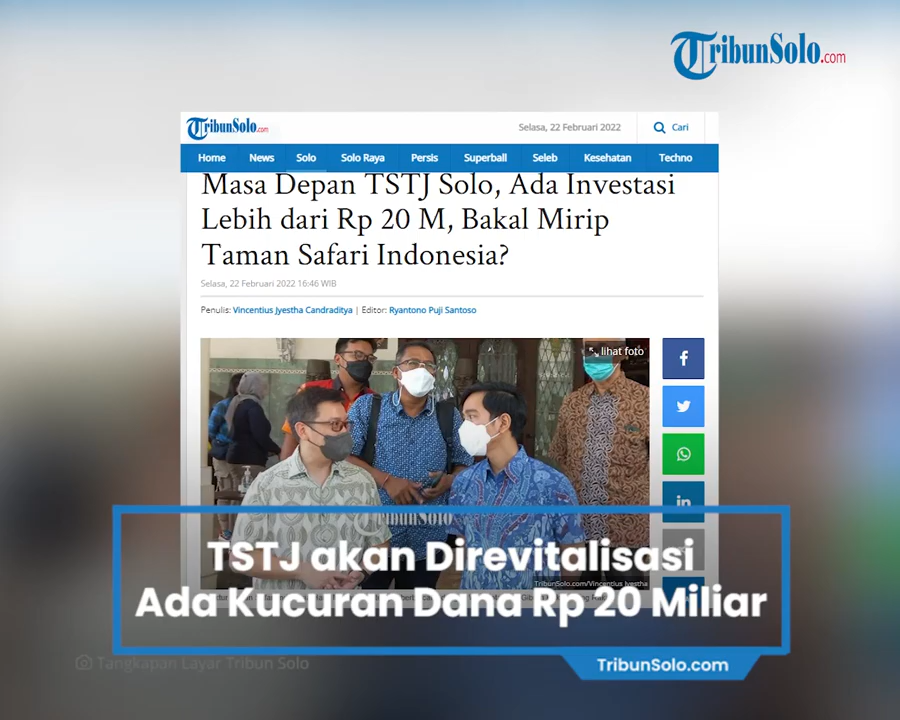 TribunSolo.com
TribunSolo.com
Selasa, 22 Februari 2022
Cari
Home News Solo Solo Raya Persis Superball Seleb Kesehatan Techno
Masa Depan TSTJ Solo, Ada Investasi
Lebih dari Rp 20 M, Bakal Mirip
Taman Safari Indonesia?
Selasa, 22 Februari 2022 16:46 WIB
Penulis: Vincentius Jyestha Candraditya | Editor: Ryantono Puji Santoso
lihat foto
TribunSolo
TSTJ akan Direvitalisasi
TribunSolo.com/Vincentius Jyestha
Ada Kucuran Dana Rp 20 Miliar
Tangkapan Layar Tribun Solo
TribunSolo.com